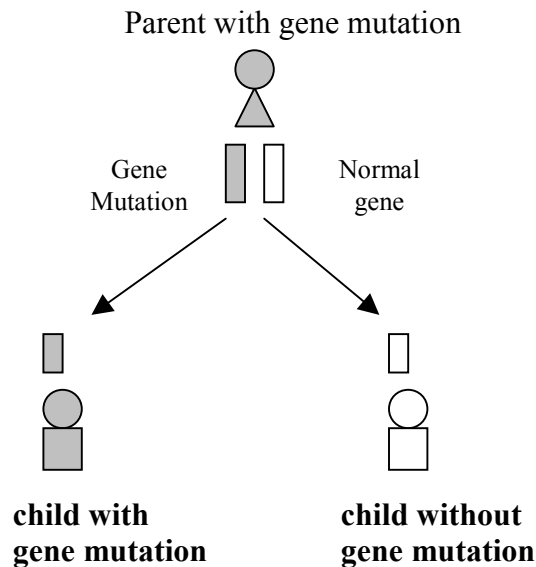 Parent with gene mutation
Gene
Mutation
Normal
gene
child with
gene mutation
child without
gene mutation